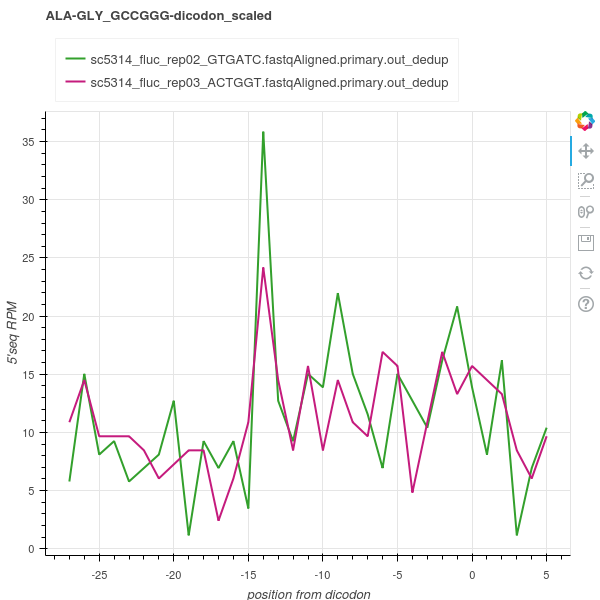 ALA-GLY_GCCGGG-dicodon_scaled
sc5314_fluc_rep02_GTGATC.fastqAligned.primary.out_dedup
sc5314_fluc_rep03_ACTGGT.fastqAligned.primary.out_dedup
35
30
25
20
15
10
5
0
5'seq RPM
-25 -20 -15 -10 -5 0 5
position from dicodon